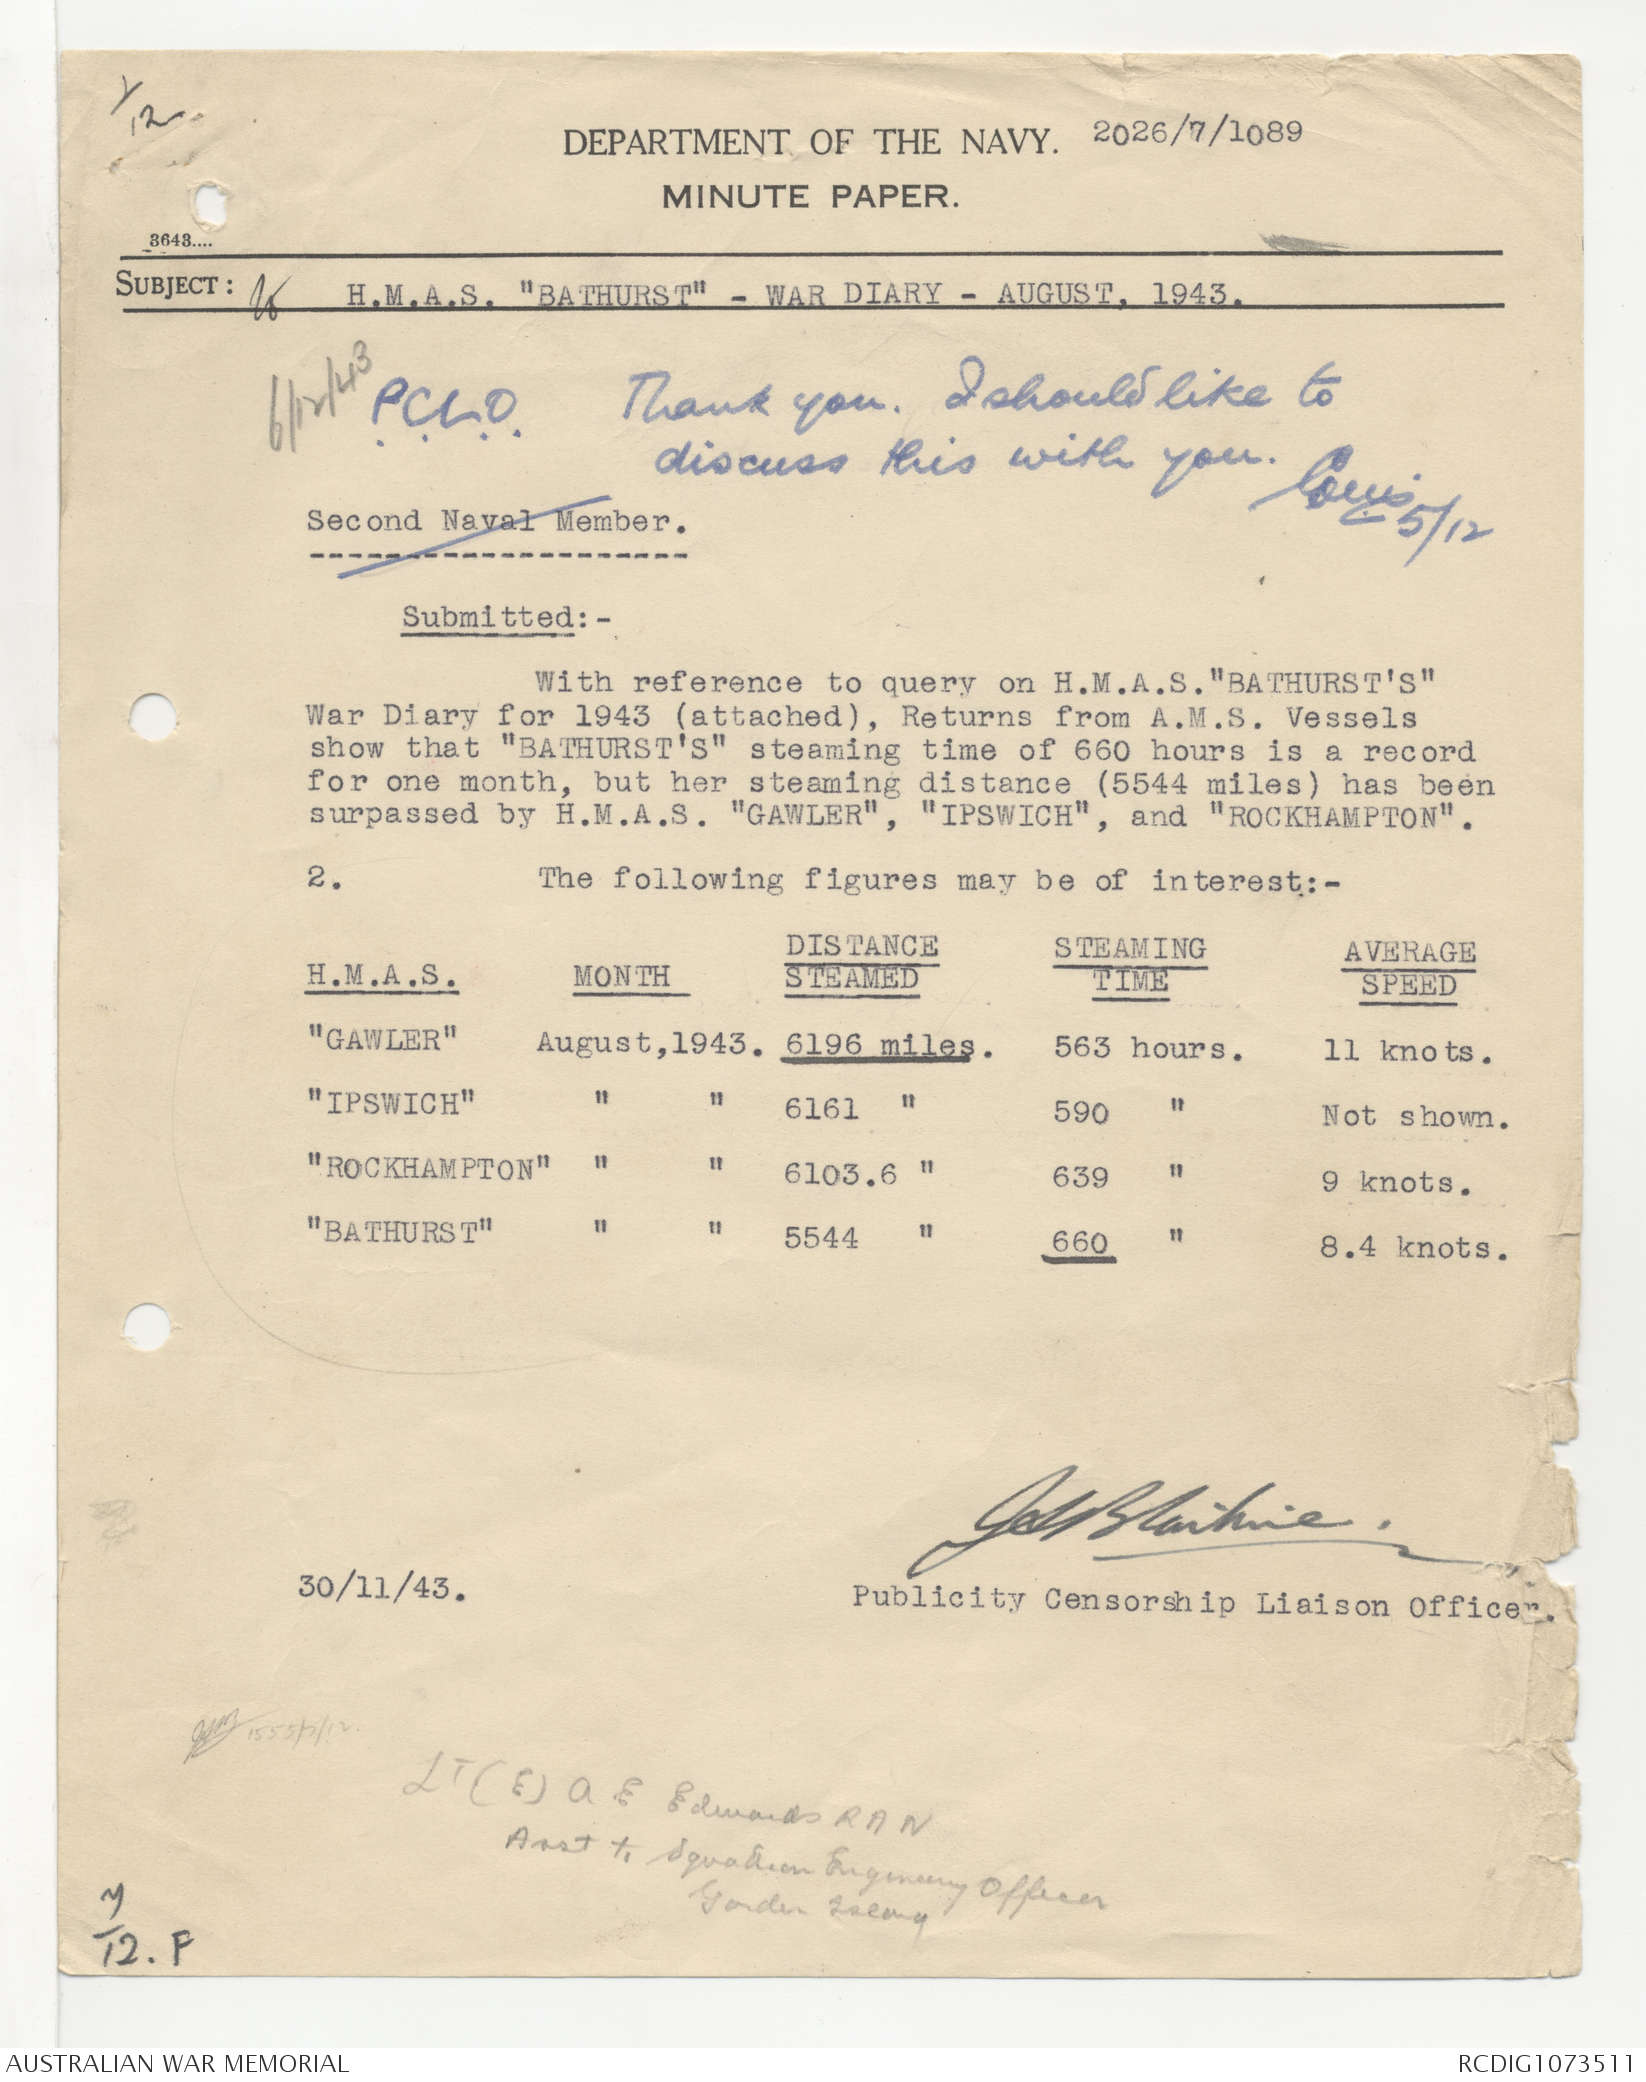 DEPARTMENT OF THE NAVY. 2026/7/1089
MINUTE PAPER.
3643....
SUBJECT: H.M.A.S. "BATHURST" - WAR DIARY - AUGUST, 1943.
6/12/43
P.C.L.O. Thank you. I should like to
discuss this with you.
5/12
Second Naval Member.
Submitted:-
With reference to query on H.M.A.S."BATHURST'S"
War Diary for 1943 (attached), Returns from A.M.S. Vessels
show that "BATHURST'S" steaming time of 660 hours is a record
for one month, but her steaming distance (5544 miles) has been
surpassed by H.M.A.S. "GAWLER", "IPSWICH", and "ROCKHAMPTON".
2. The following figures may be of interest:-
H.M.A.S. MONTH DISTANCE STEAMED STEAMING TIME AVERAGE SPEED
"GAWLER" August,1943. 6196 miles. 563 hours. 11 knots.
"IPSWICH" " " 6161 " 590 " Not shown.
"ROCKHAMPTON" " " 6103.6 " 639 " 9 knots.
"BATHURST" " " 5544 " 660 " 8.4 knots.
30/11/43.
Publicity Censorship Liaison Officer.
LT (E) A E Edwards RAN
Asst to Squadron Engineering Officer
Garden Island
12. F
AUSTRALIAN WAR MEMORIAL RCDIG1073511